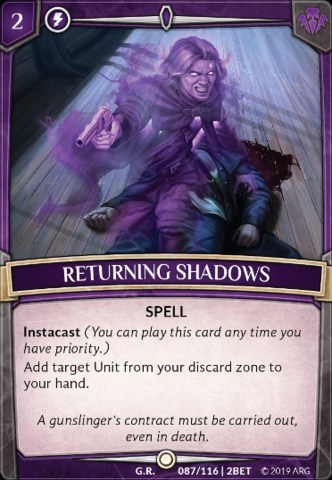 2
RETURNING SHADOWS
SPELL
Instacast (You can play this card any time you
have priority.)
Add target Unit from your discard zone to
your hand.
A gunslinger's contract must be carried out,
even in death.
G.R. 087/116 | 2BET © 2019 ARG